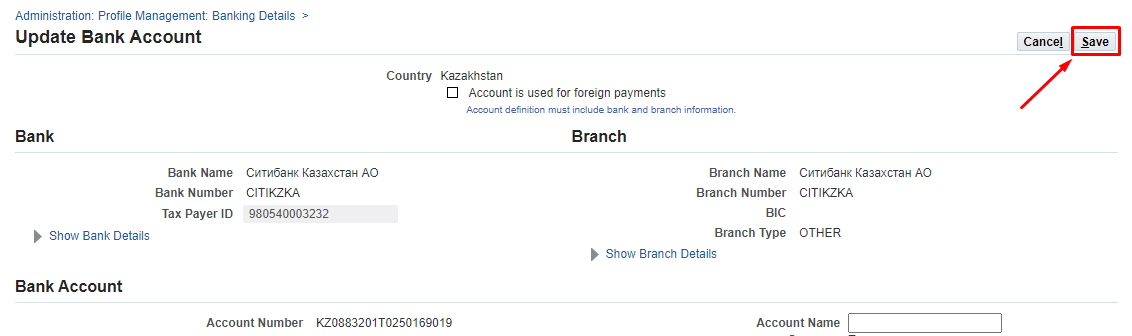 Administration: Profile Management: Banking Details >
Update Bank Account
Cancel Save
Country Kazakhstan
Account is used for foreign payments
Account definition must include bank and branch information.
Bank
Bank Name Ситибанк Казахстан АО
Bank Number CITIKZKA
Tax Payer ID 980540003232
Show Bank Details
Branch
Branch Name Ситибанк Казахстан АО
Branch Number CITIKZKA
BIC
Branch Type OTHER
Show Branch Details
Bank Account
Account Number KZ0883201T0250169019
Account Name